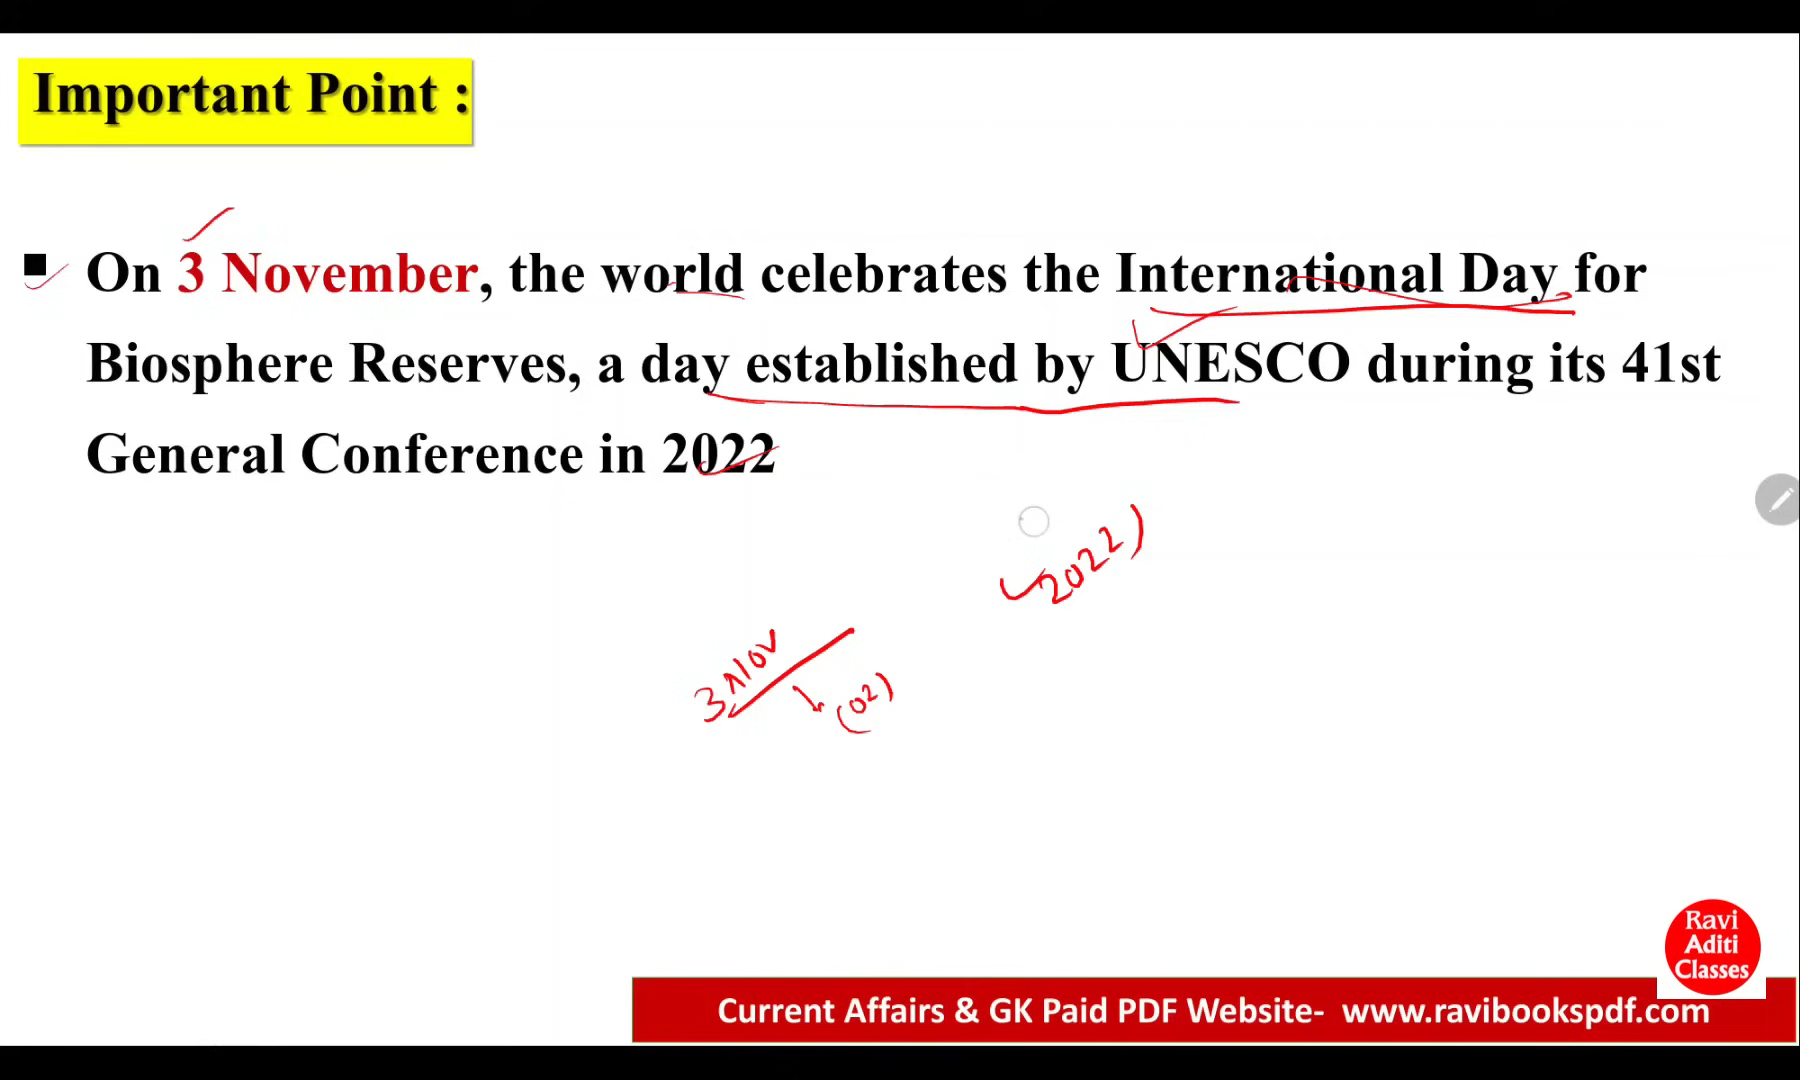 Important Point :
On 3 November, the world celebrates the International Day for
Biosphere Reserves, a day established by UNESCO during its 41st
General Conference in 2022
2022)
3 Nov
(02)
Ravi
Aditi
Classes
Current Affairs & GK Paid PDF Website- www.ravibookspdf.com